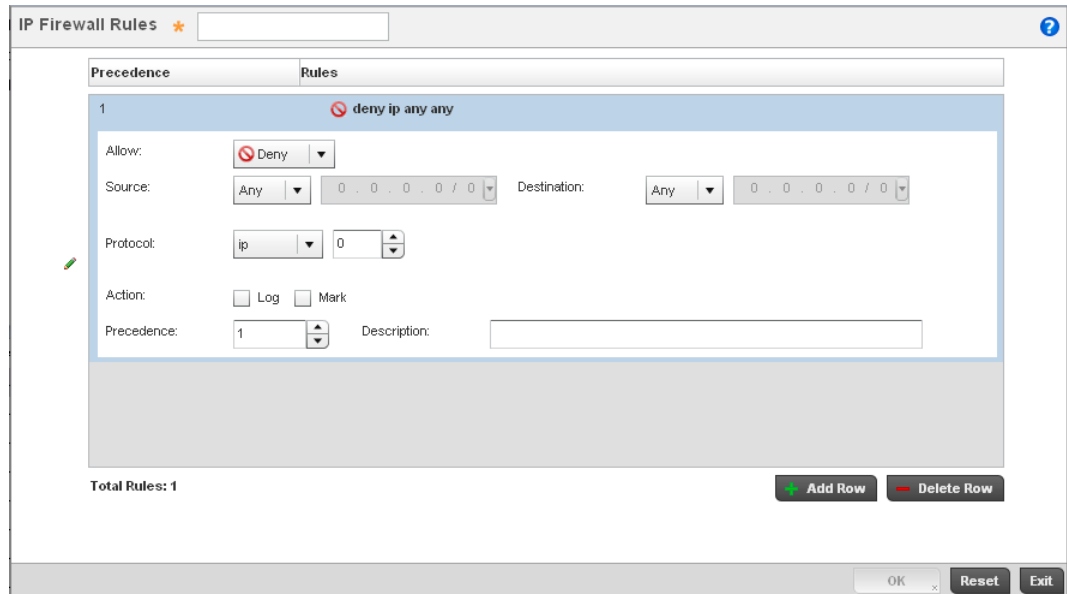 IP Firewall Rules *
Precedence Rules
1 deny ip any any
Allow: Deny
Source: Any 0 . 0 . 0 . 0 / 0 Destination: Any 0 . 0 . 0 . 0 / 0
Protocol: ip 0
Action: Log Mark
Precedence: 1 Description:
Total Rules: 1 Add Row Delete Row
OK Reset Exit